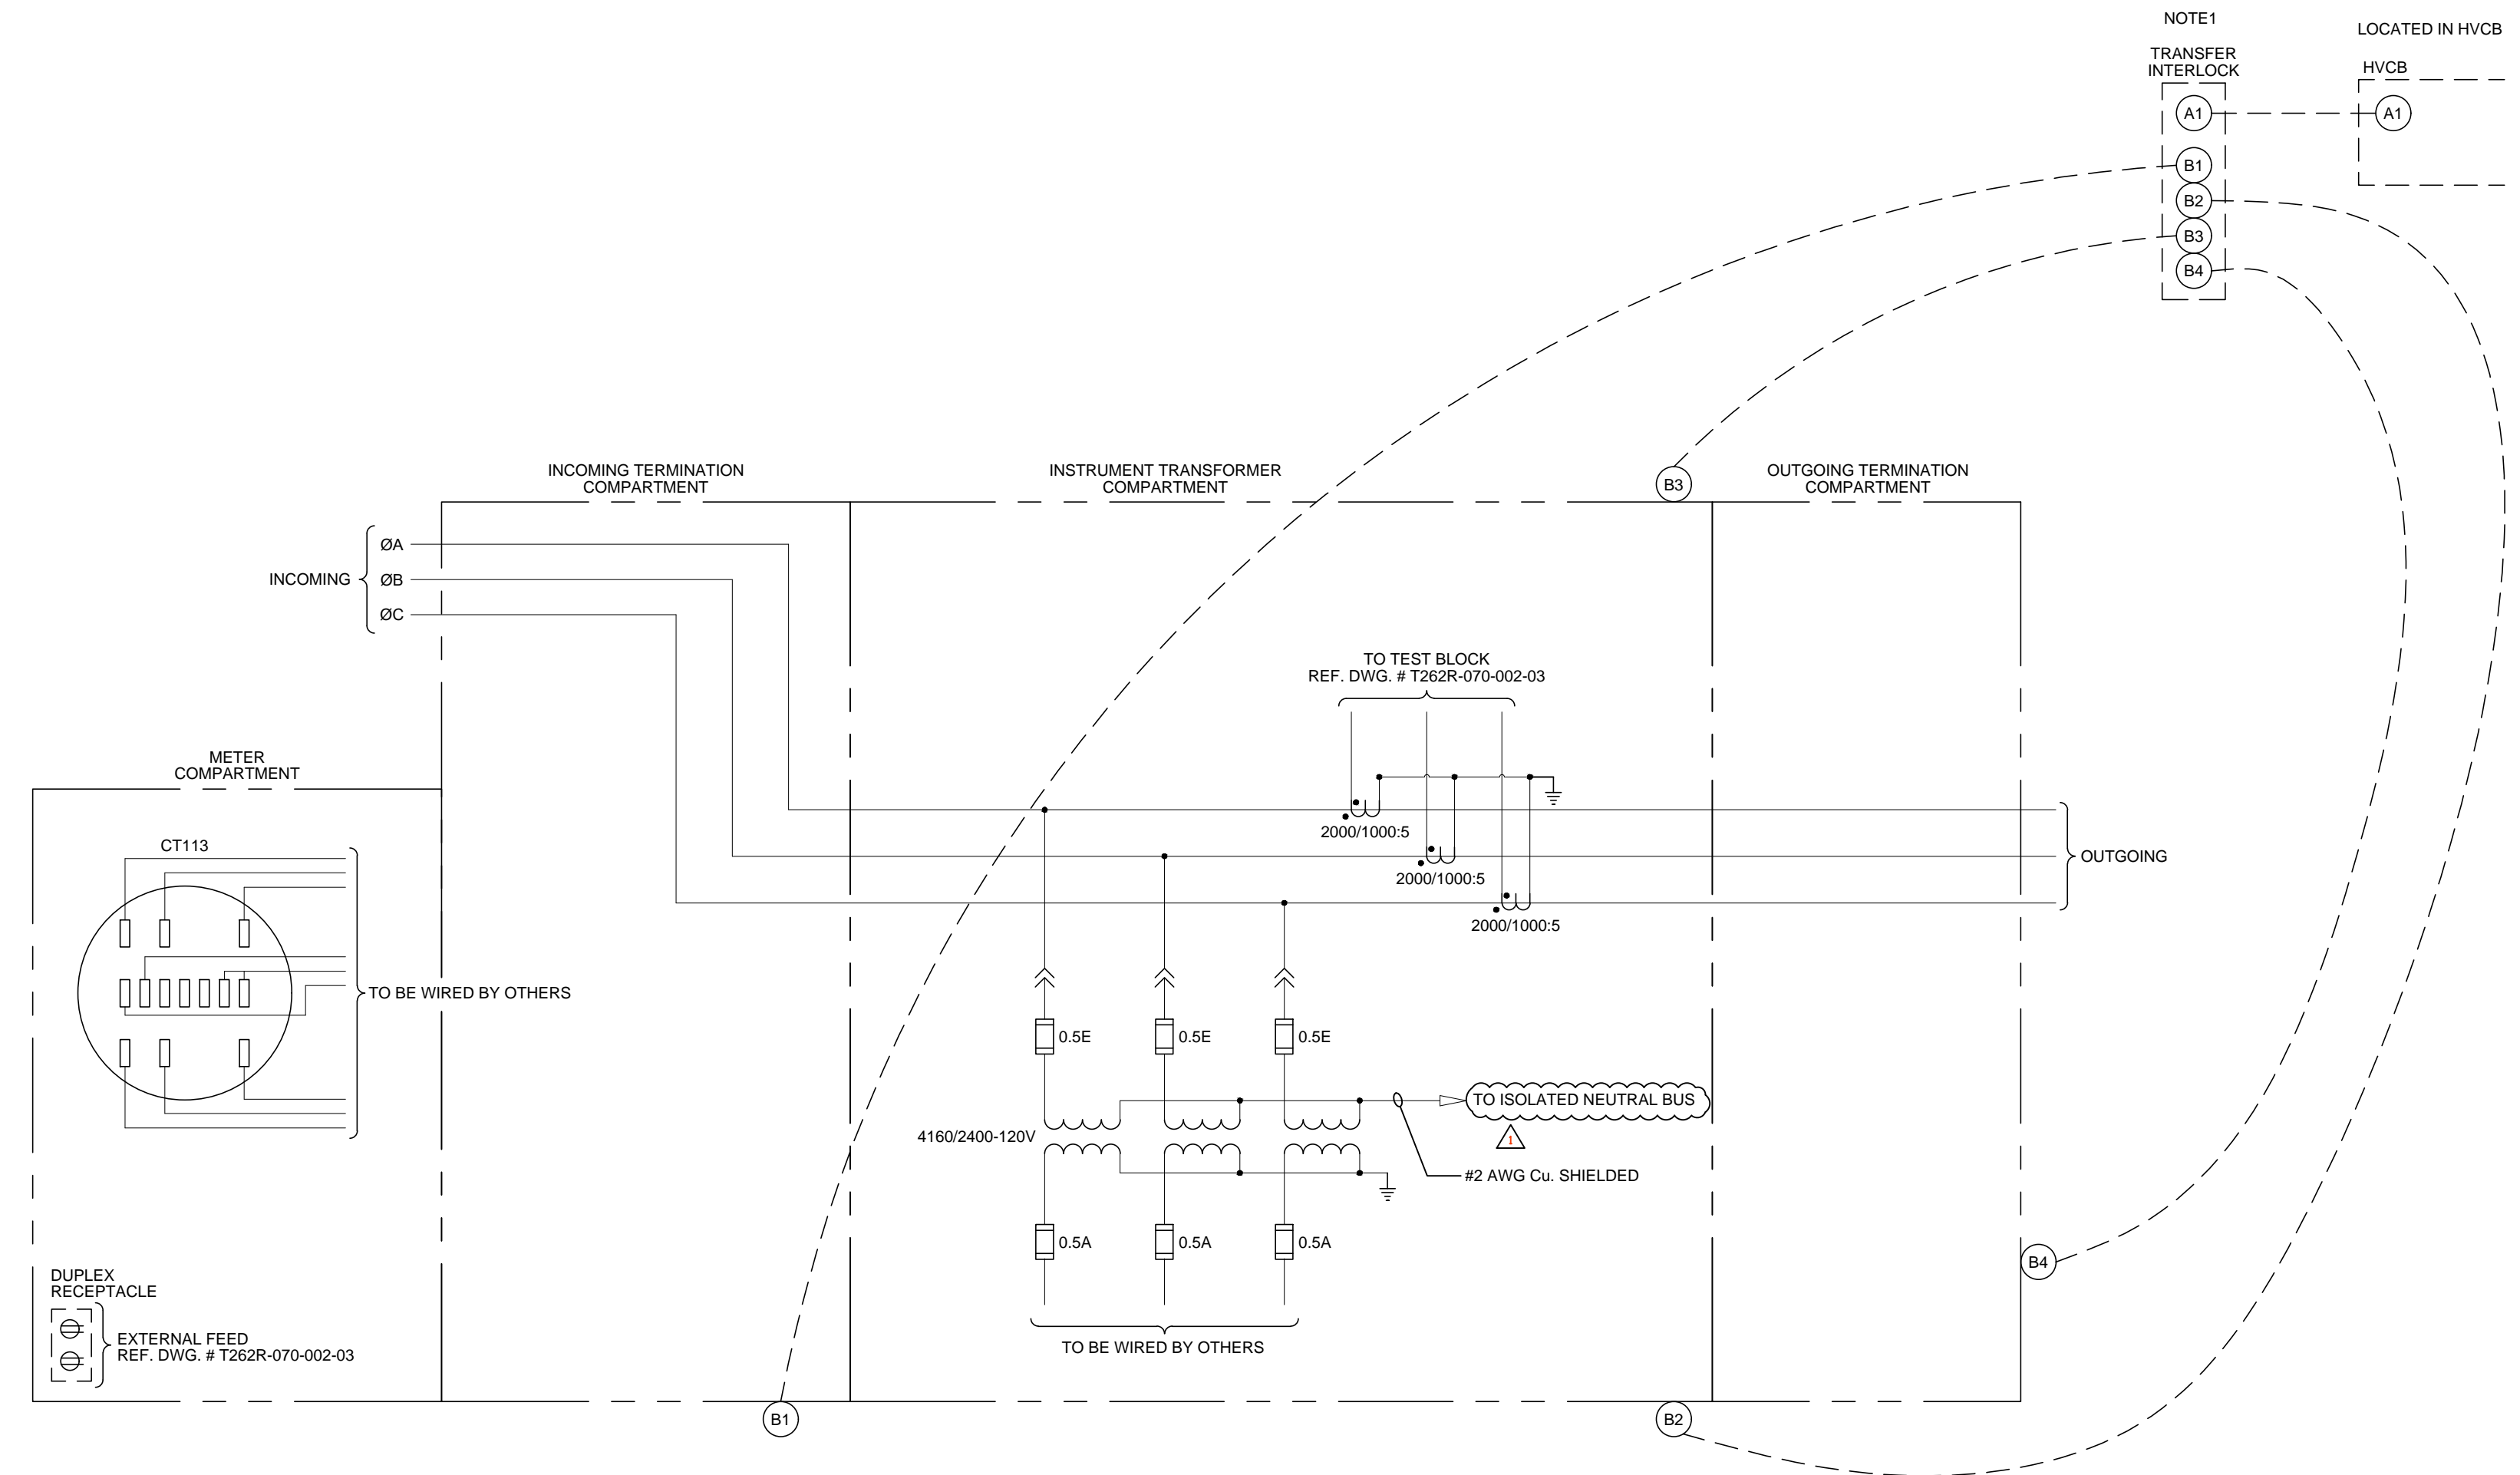 NOTE1
LOCATED IN HVCB
TRANSFER
INTERLOCK
HVCB
A1
A1
B1
B2
B3
B4
INCOMING TERMINATION
COMPARTMENT
INSTRUMENT TRANSFORMER
COMPARTMENT
B3
OUTGOING TERMINATION
COMPARTMENT
INCOMING
ØA
ØB
ØC
TO TEST BLOCK
REF. DWG. # T262R-070-002-03
METER
COMPARTMENT
2000/1000:5
2000/1000:5
2000/1000:5
OUTGOING
CT113
TO BE WIRED BY OTHERS
0.5E
0.5E
0.5E
TO ISOLATED NEUTRAL BUS
1
4160/2400-120V
#2 AWG Cu. SHIELDED
0.5A
0.5A
0.5A
B4
DUPLEX
RECEPTACLE
EXTERNAL FEED
REF. DWG. # T262R-070-002-03
TO BE WIRED BY OTHERS
B1
B2